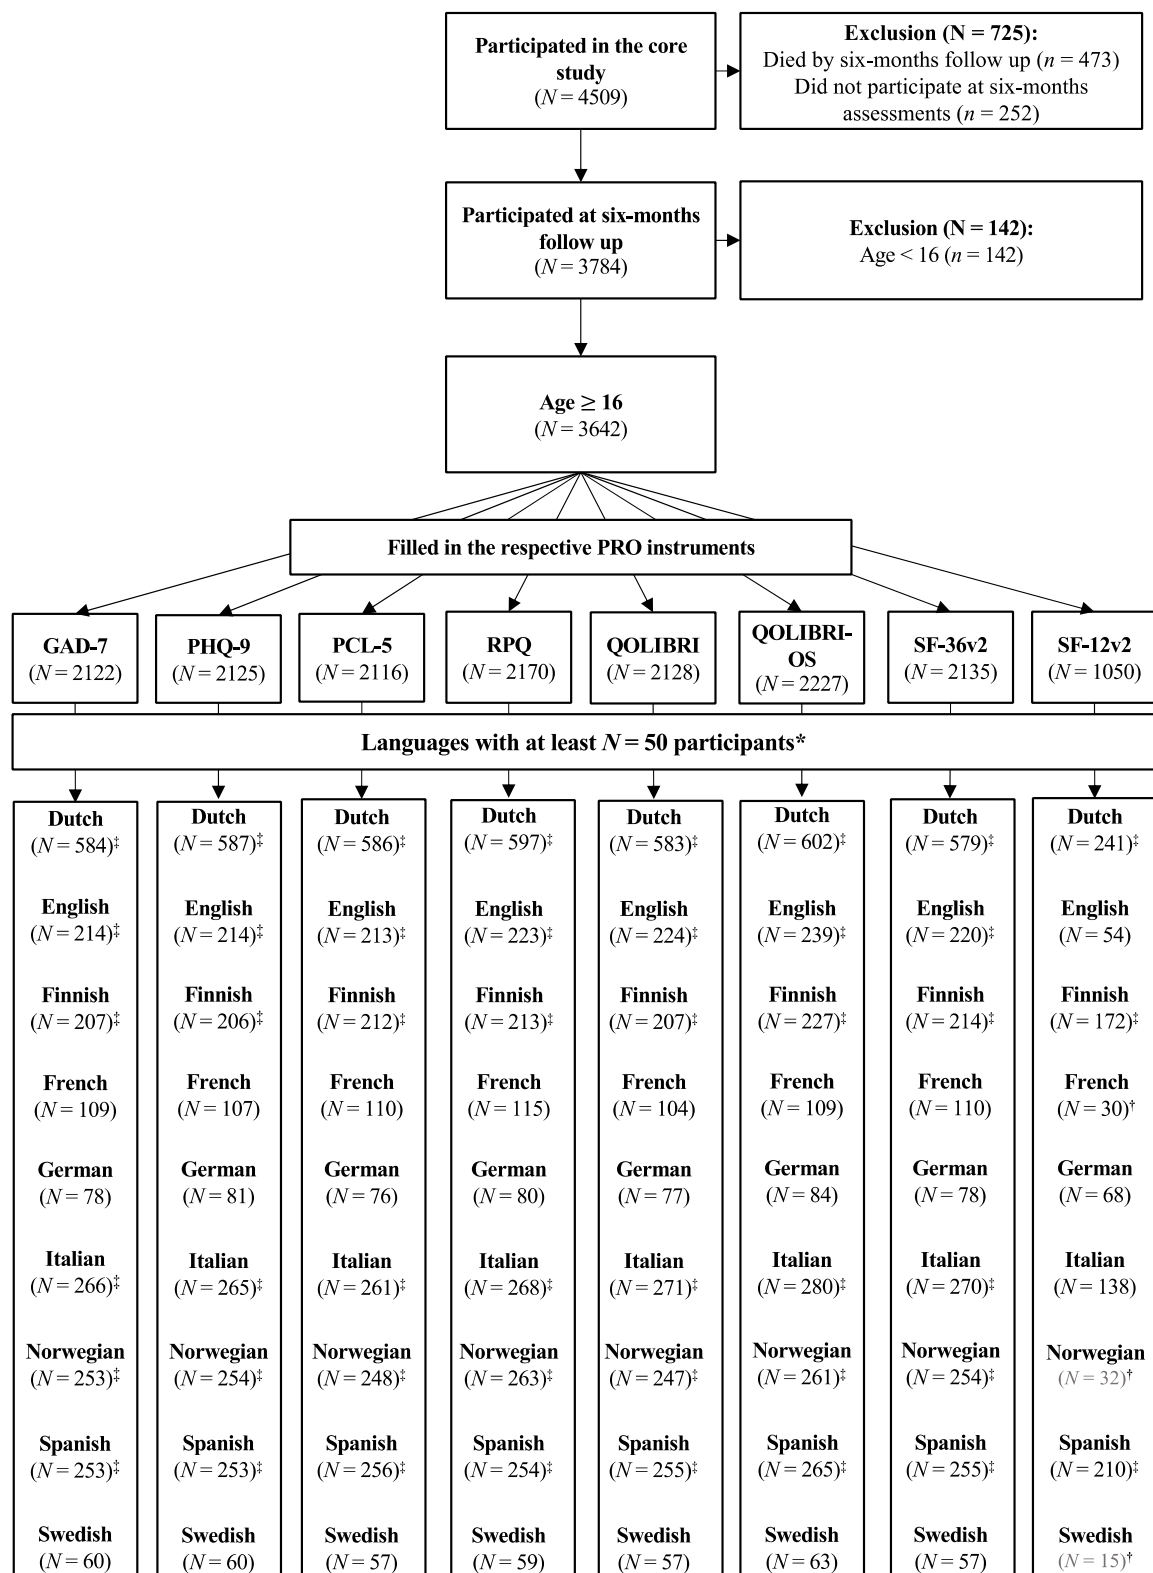 Participated in the core
study
(N = 4509)
Exclusion (N = 725):
Died by six-months follow up (n = 473)
Did not participate at six-months
assessments (n = 252)
Participated at six-months
follow up
(N = 3784)
Exclusion (N = 142):
Age < 16 (n = 142)
Age ≥ 16
(N = 3642)
Filled in the respective PRO instruments
GAD-7
(N = 2122)
PHQ-9
(N = 2125)
PCL-5
(N = 2116)
RPQ
(N = 2170)
QOLIBRI
(N = 2128)
QOLIBRI-
OS
(N = 2227)
SF-36v2
(N = 2135)
SF-12v2
(N = 1050)
Languages with at least N = 50 participants*
Dutch
(N = 584)‡
English
(N = 214)‡
Finnish
(N = 207)‡
French
(N = 109)
German
(N = 78)
Italian
(N = 266)‡
Norwegian
(N = 253)‡
Spanish
(N = 253)‡
Swedish
(N = 60)
Dutch
(N = 587)‡
English
(N = 214)‡
Finnish
(N = 206)‡
French
(N = 107)
German
(N = 81)
Italian
(N = 265)‡
Norwegian
(N = 254)‡
Spanish
(N = 253)‡
Swedish
(N = 60)
Dutch
(N = 586)‡
English
(N = 213)‡
Finnish
(N = 212)‡
French
(N = 110)
German
(N = 76)
Italian
(N = 261)‡
Norwegian
(N = 248)‡
Spanish
(N = 256)‡
Swedish
(N = 57)
Dutch
(N = 597)‡
English
(N = 223)‡
Finnish
(N = 213)‡
French
(N = 115)
German
(N = 80)
Italian
(N = 268)‡
Norwegian
(N = 263)‡
Spanish
(N = 254)‡
Swedish
(N = 59)
Dutch
(N = 583)‡
English
(N = 224)‡
Finnish
(N = 207)‡
French
(N = 104)
German
(N = 77)
Italian
(N = 271)‡
Norwegian
(N = 247)‡
Spanish
(N = 255)‡
Swedish
(N = 57)
Dutch
(N = 602)‡
English
(N = 239)‡
Finnish
(N = 227)‡
French
(N = 109)
German
(N = 84)
Italian
(N = 280)‡
Norwegian
(N = 261)‡
Spanish
(N = 265)‡
Swedish
(N = 63)
Dutch
(N = 579)‡
English
(N = 220)‡
Finnish
(N = 214)‡
French
(N = 110)
German
(N = 78)
Italian
(N = 270)‡
Norwegian
(N = 254)‡
Spanish
(N = 255)‡
Swedish
(N = 57)
Dutch
(N = 241)‡
English
(N = 54)
Finnish
(N = 172)‡
French
(N = 30)†
German
(N = 68)
Italian
(N = 138)
Norwegian
(N = 32)†
Spanish
(N = 210)‡
Swedish
(N = 15)†